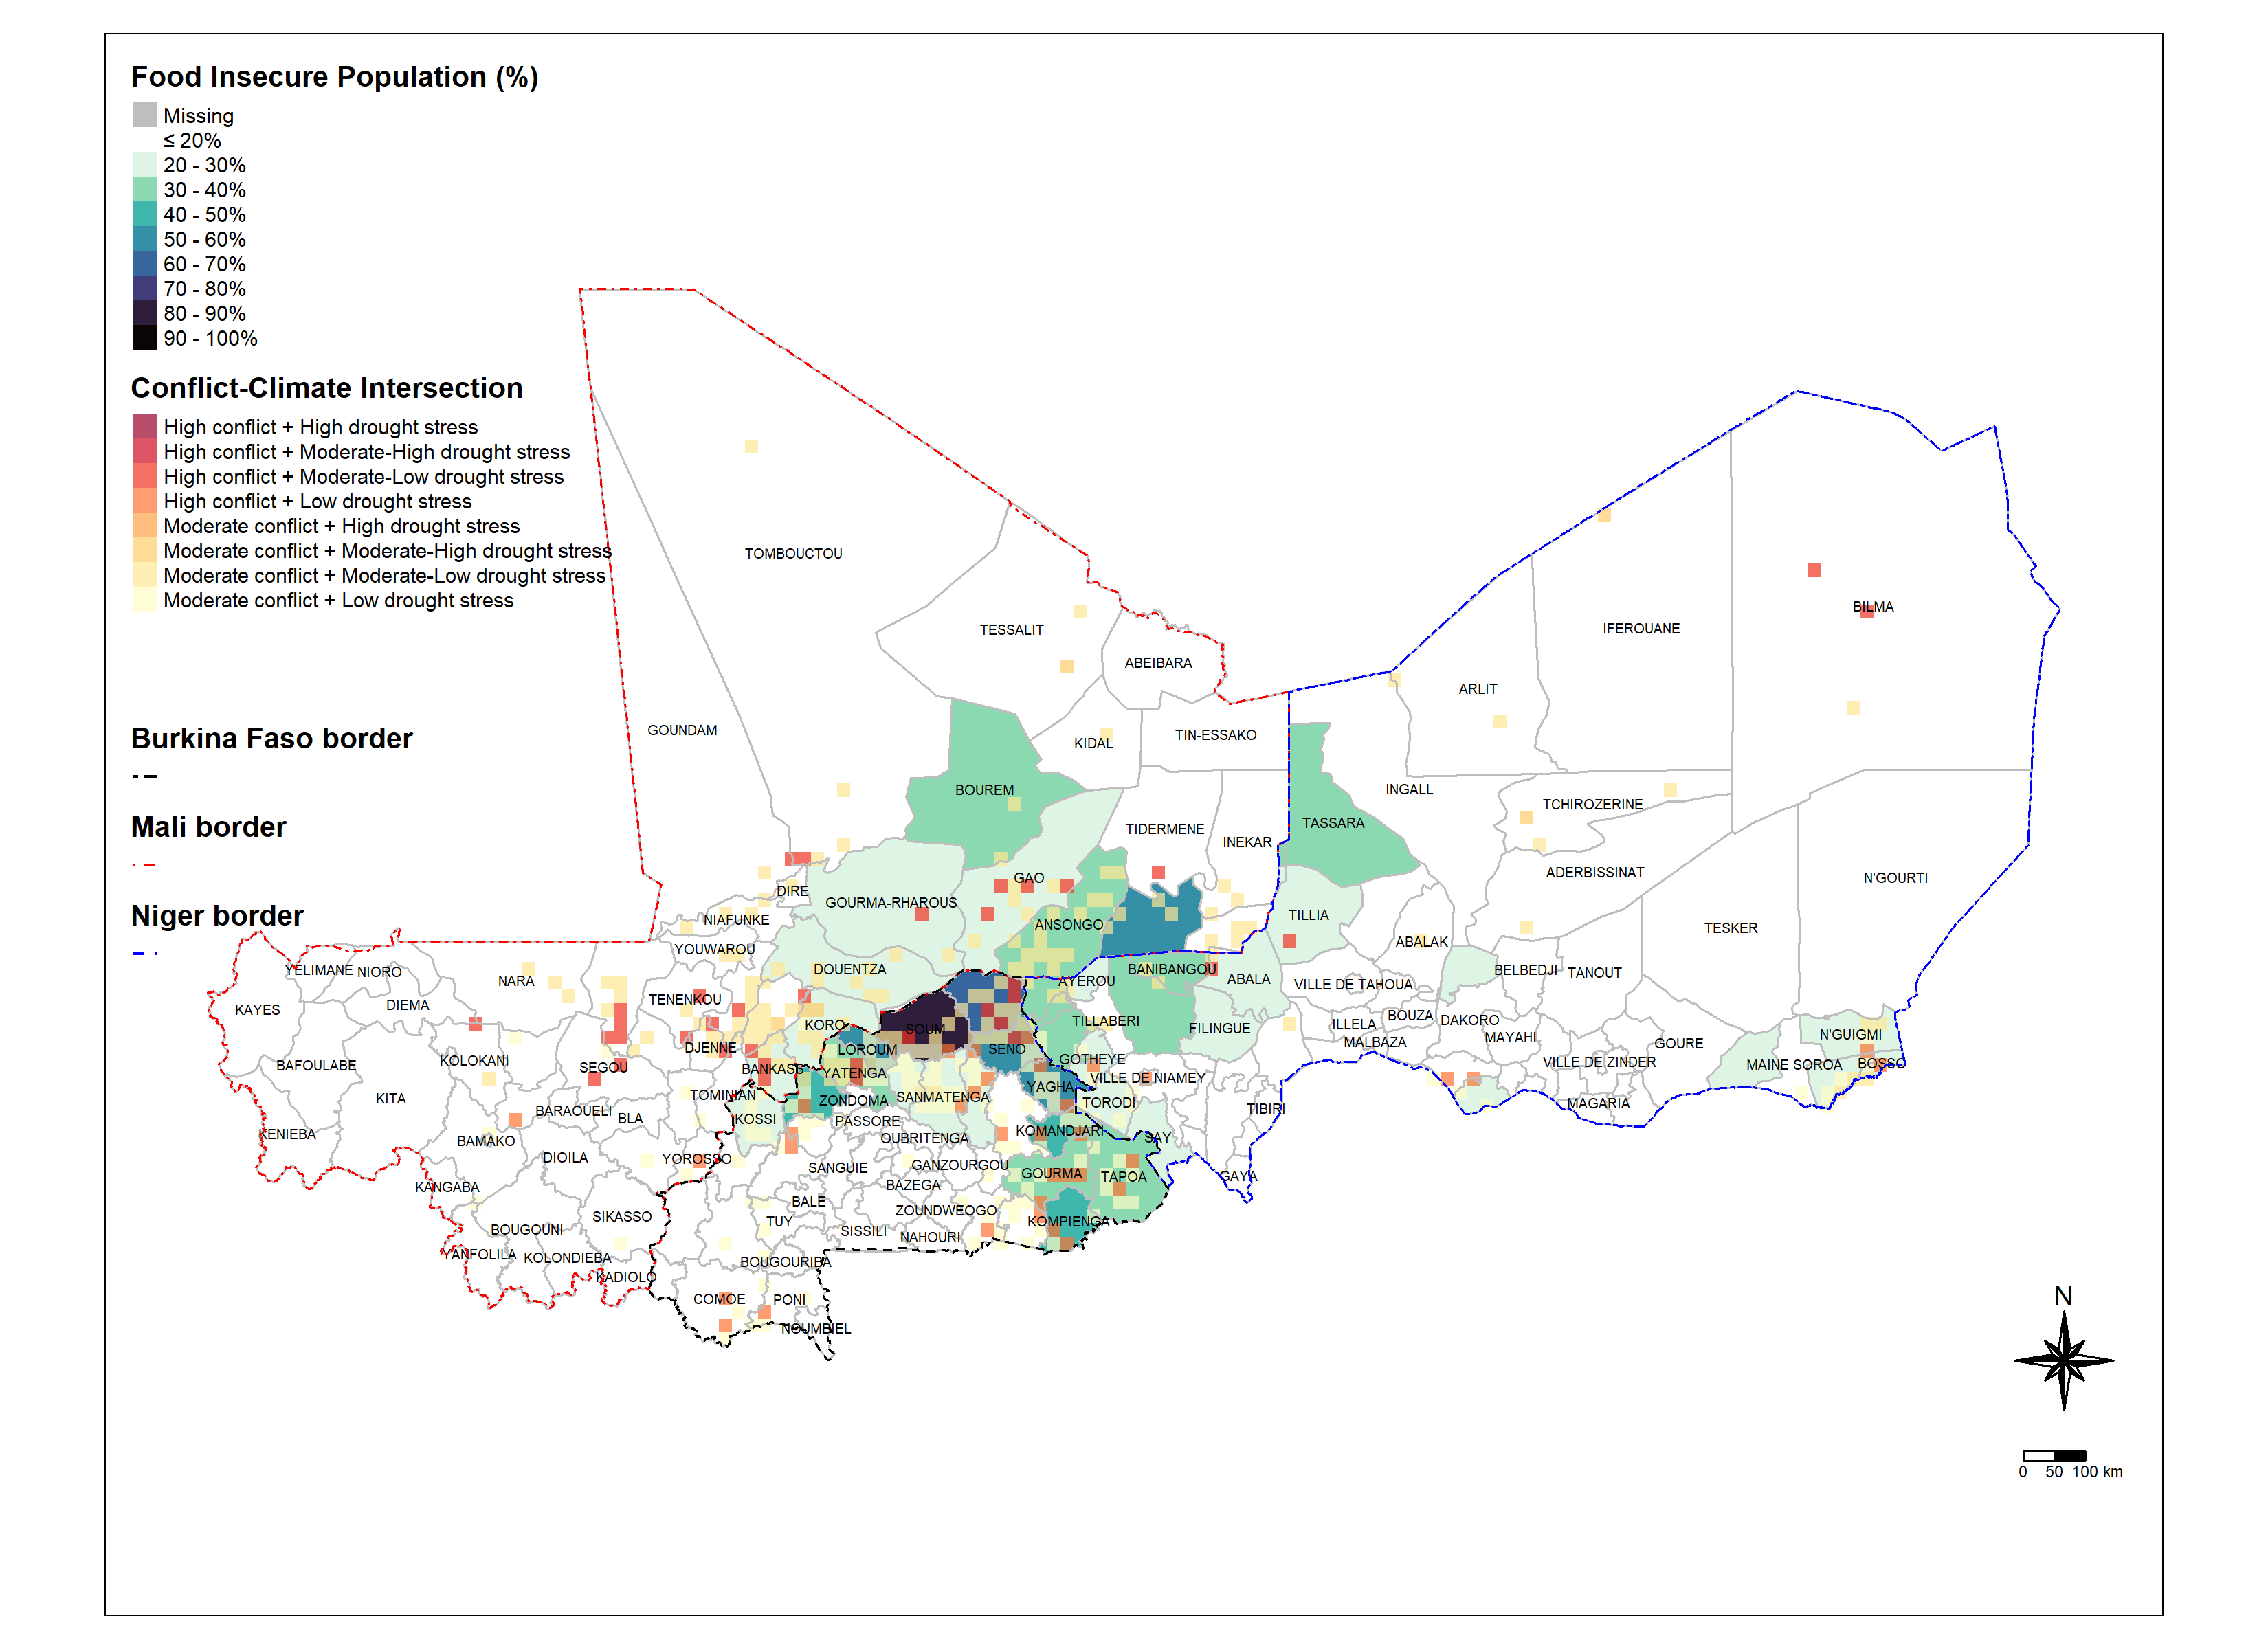 Food Insecure Population (%)
Missing
≤ 20%
20 - 30%
30 - 40%
40 - 50%
50 - 60%
60 - 70%
70 - 80%
80 - 90%
90 - 100%
Conflict-Climate Intersection
High conflict + High drought stress
High conflict + Moderate-High drought stress
High conflict + Moderate-Low drought stress
High conflict + Low drought stress
Moderate conflict + High drought stress
Moderate conflict + Moderate-High drought stress
Moderate conflict + Moderate-Low drought stress
Moderate conflict + Low drought stress
Burkina Faso border
Mali border
Niger border
TOMBOUCTOU
TESSALIT
ABEIBARA
GOUNDAM
KIDAL
TIN-ESSAKO
BOUREM
TIDERMENE
INEKAR
GAO
DIRE
GOURMA-RHAROUS
NIAFUNKE
ANSONGO
YOUWAROU
DOUENTZA
YELIMANE
NIORO
NARA
TENENKOU
KAYES
DIEMA
KORO
DJENNE
BAFOULABE
KOLOKANI
SEGOU
BANKASS
KITA
TOMINIAN
BARAOUELI
BLA
KENIEBA
BAMAKO
DIOILA
YOROSSO
KANGABA
SIKASSO
BOUGOUNI
YANFOLILA
KOLONDIEBA
KADIOLO
BILMA
IFEROUANE
ARLIT
INGALL
TCHIROZERINE
TASSARA
ADERBISSINAT
N'GOURTI
TILLIA
TESKER
ABALAK
BANIBANGOU
BELBEDJI
TANOUT
AYEROU
ABALA
VILLE DE TAHOUA
TILLABERI
FILINGUE
ILLELA
BOUZA
DAKORO
MAYAHI
MALBAZA
GOURE
N'GUIGMI
GOTHEYE
VILLE DE ZINDER
MAINE SOROA
BOSSO
VILLE DE NIAMEY
TORODI
TIBIRI
MAGARIA
SAY
GAYA
SOUM
LOROUM
SENO
YATENGA
YAGHA
ZONDOMA
SANMATENGA
KOSSI
PASSORE
KOMANDJARI
OUBRITENGA
SANGUIE
GANZOURGOU
GOURMA
TAPOA
BAZEGA
BALE
ZOUNDWEOGO
TUY
KOMPIENGA
SISSILI
NAHOURI
BOUGOURIBA
COMOE
PONI
NOUMBIEL
N
0 50 100 km